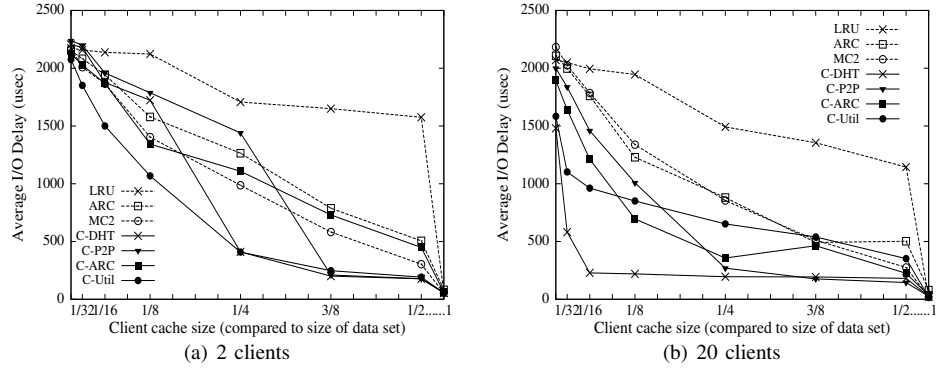 2500
2000
1500
1000
500
0
Average I/O Delay (usec)
LRU
ARC
MC2
C-DHT
C-P2P
C-ARC
C-Util
1/32 1/16 1/8 1/4 3/8 1/2......1
Client cache size (compared to size of data set)
(a) 2 clients
2500
2000
1500
1000
500
0
Average I/O Delay (usec)
LRU
ARC
MC2
C-DHT
C-P2P
C-ARC
C-Util
1/32 1/16 1/8 1/4 3/8 1/2......1
Client cache size (compared to size of data set)
(b) 20 clients